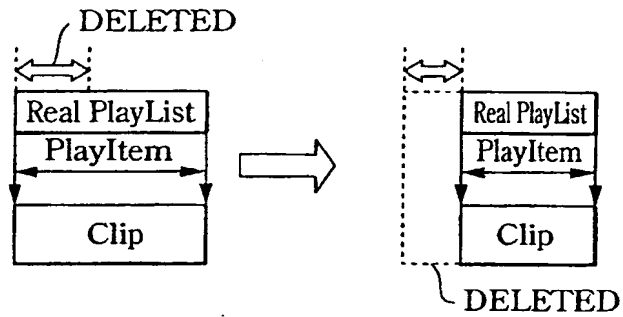 DELETED
Real PlayList
PlayItem
Clip
Real PlayList
PlayItem
Clip
DELETED